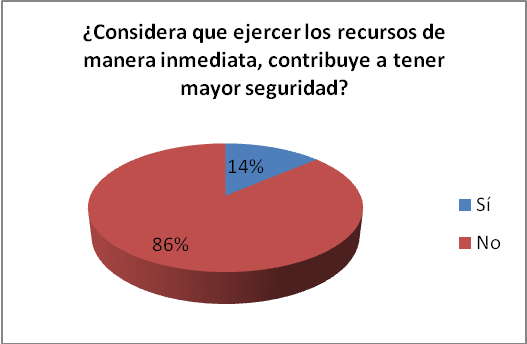 ¿Considera que ejercer los recursos de
manera inmediata, contribuye a tener
mayor seguridad?
14%
86%
Sí
No